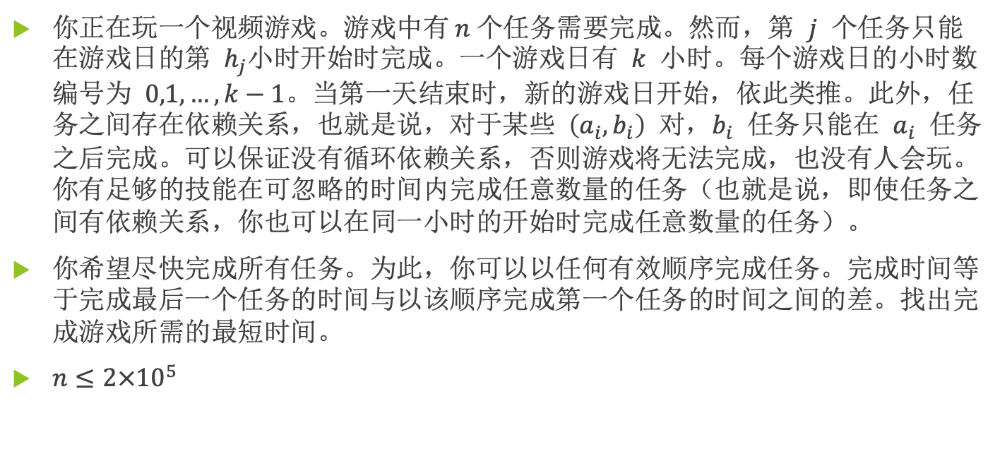 你正在玩一个视频游戏。游戏中有 n 个任务需要完成。然而，第 j 个任务只能
在游戏日的第 h_j小时开始时完成。一个游戏日有 k 小时。每个游戏日的小时数
编号为 0,1, … , k − 1。当第一天结束时，新的游戏日开始，依此类推。此外，任
务之间存在依赖关系，也就是说，对于某些 (a_i, b_i) 对，b_i 任务只能在 a_i 任务
之后完成。可以保证没有循环依赖关系，否则游戏将无法完成，也没有人会玩。
你有足够的技能在可忽略的时间内完成任意数量的任务（也就是说，即使任务之
间有依赖关系，你也可以在同一小时的开始时完成任意数量的任务）。
你希望尽快完成所有任务。为此，你可以以任何有效顺序完成任务。完成时间等
于完成最后一个任务的时间与以该顺序完成第一个任务的时间之间的差。找出完
成游戏所需的最短时间。
n ≤ 2×10^5